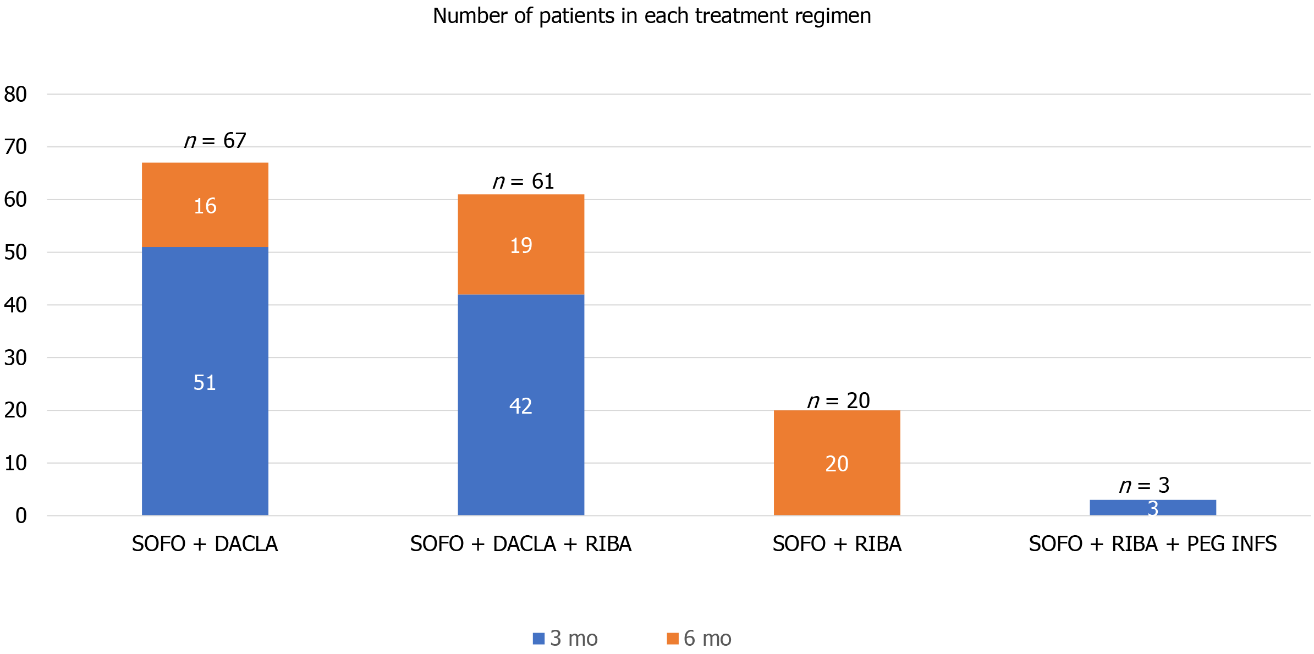 Number of patients in each treatment regimen
80
70
60
50
40
30
20
10
0
n = 67
16
51
n = 61
19
42
n = 20
20
n = 3
3
SOFO + DACLA
SOFO + DACLA + RIBA
SOFO + RIBA
SOFO + RIBA + PEG INFS
3 mo
6 mo